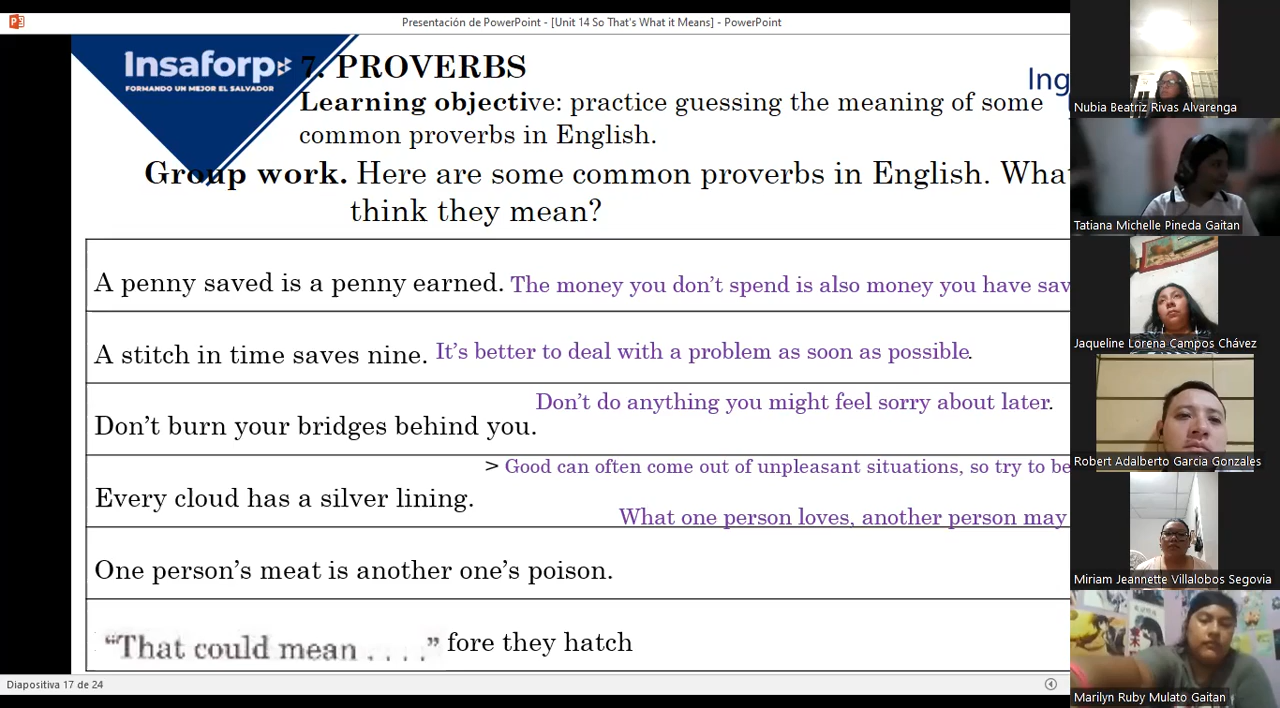 Presentación de PowerPoint - [Unit 14 So That's What it Means] - PowerPoint
Insaforp
FORMANDO UN MEJOR EL SALVADOR
7. PROVERBS
Ing
Learning objective: practice guessing the meaning of some
common proverbs in English.
Group work. Here are some common proverbs in English. Wha
think they mean?
A penny saved is a penny earned. The money you don't spend is also money you have sav
A stitch in time saves nine. It's better to deal with a problem as soon as possible.
Don't do anything you might feel sorry about later.
Don't burn your bridges behind you.
> Good can often come out of unpleasant situations, so try to be
Every cloud has a silver lining.
What one person loves, another person may
One person's meat is another one's poison.
"That could mean . . . ." fore they hatch
Diapositiva 17 de 24
Nubia Beatriz Rivas Alvarenga
Tatiana Michelle Pineda Gaitan
Jaqueline Lorena Campos Chávez
Robert Adalberto Garcia Gonzales
Miriam Jeannette Villalobos Segovia
Marilyn Ruby Mulato Gaitan